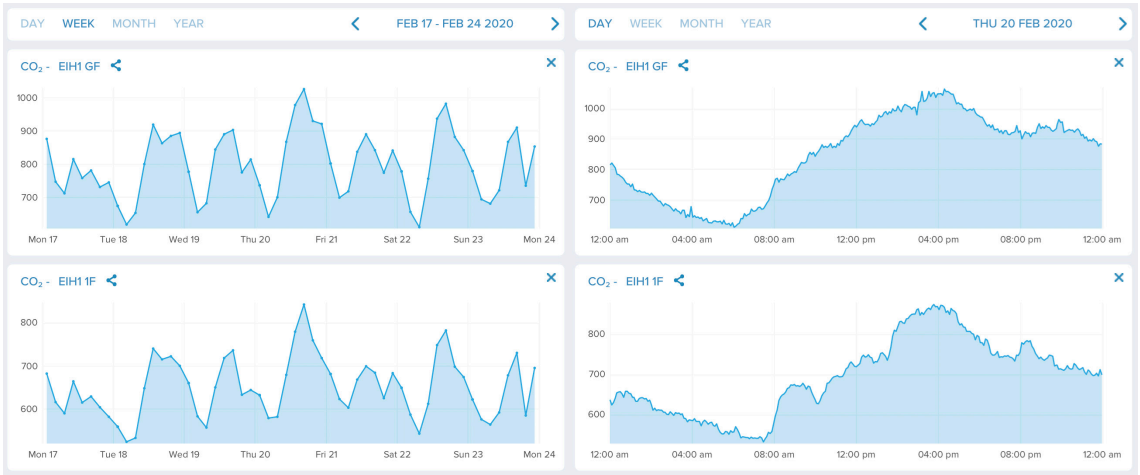 DAY WEEK MONTH YEAR FEB 17 - FEB 24 2020
CO₂ - EIH1 GF
1000
900
800
700
Mon 17 Tue 18 Wed 19 Thu 20 Fri 21 Sat 22 Sun 23 Mon 24
CO₂ - EIH1 1F
800
700
600
Mon 17 Tue 18 Wed 19 Thu 20 Fri 21 Sat 22 Sun 23 Mon 24
DAY WEEK MONTH YEAR THU 20 FEB 2020
CO₂ - EIH1 GF
1000
900
800
700
12:00 am 04:00 am 08:00 am 12:00 pm 04:00 pm 08:00 pm 12:00 am
CO₂ - EIH1 1F
800
700
600
12:00 am 04:00 am 08:00 am 12:00 pm 04:00 pm 08:00 pm 12:00 am